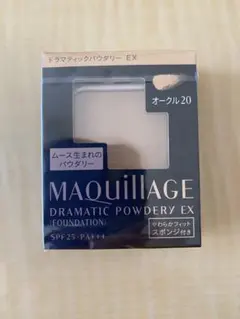 ドラマティックパウダリー EX
オークル20
ムース生まれの
パウダリー
MAQuillAGE
DRAMATIC POWDERY EX
(FOUNDATION)
やわらかフィット
スポンジ付き
SPF25・PA+++